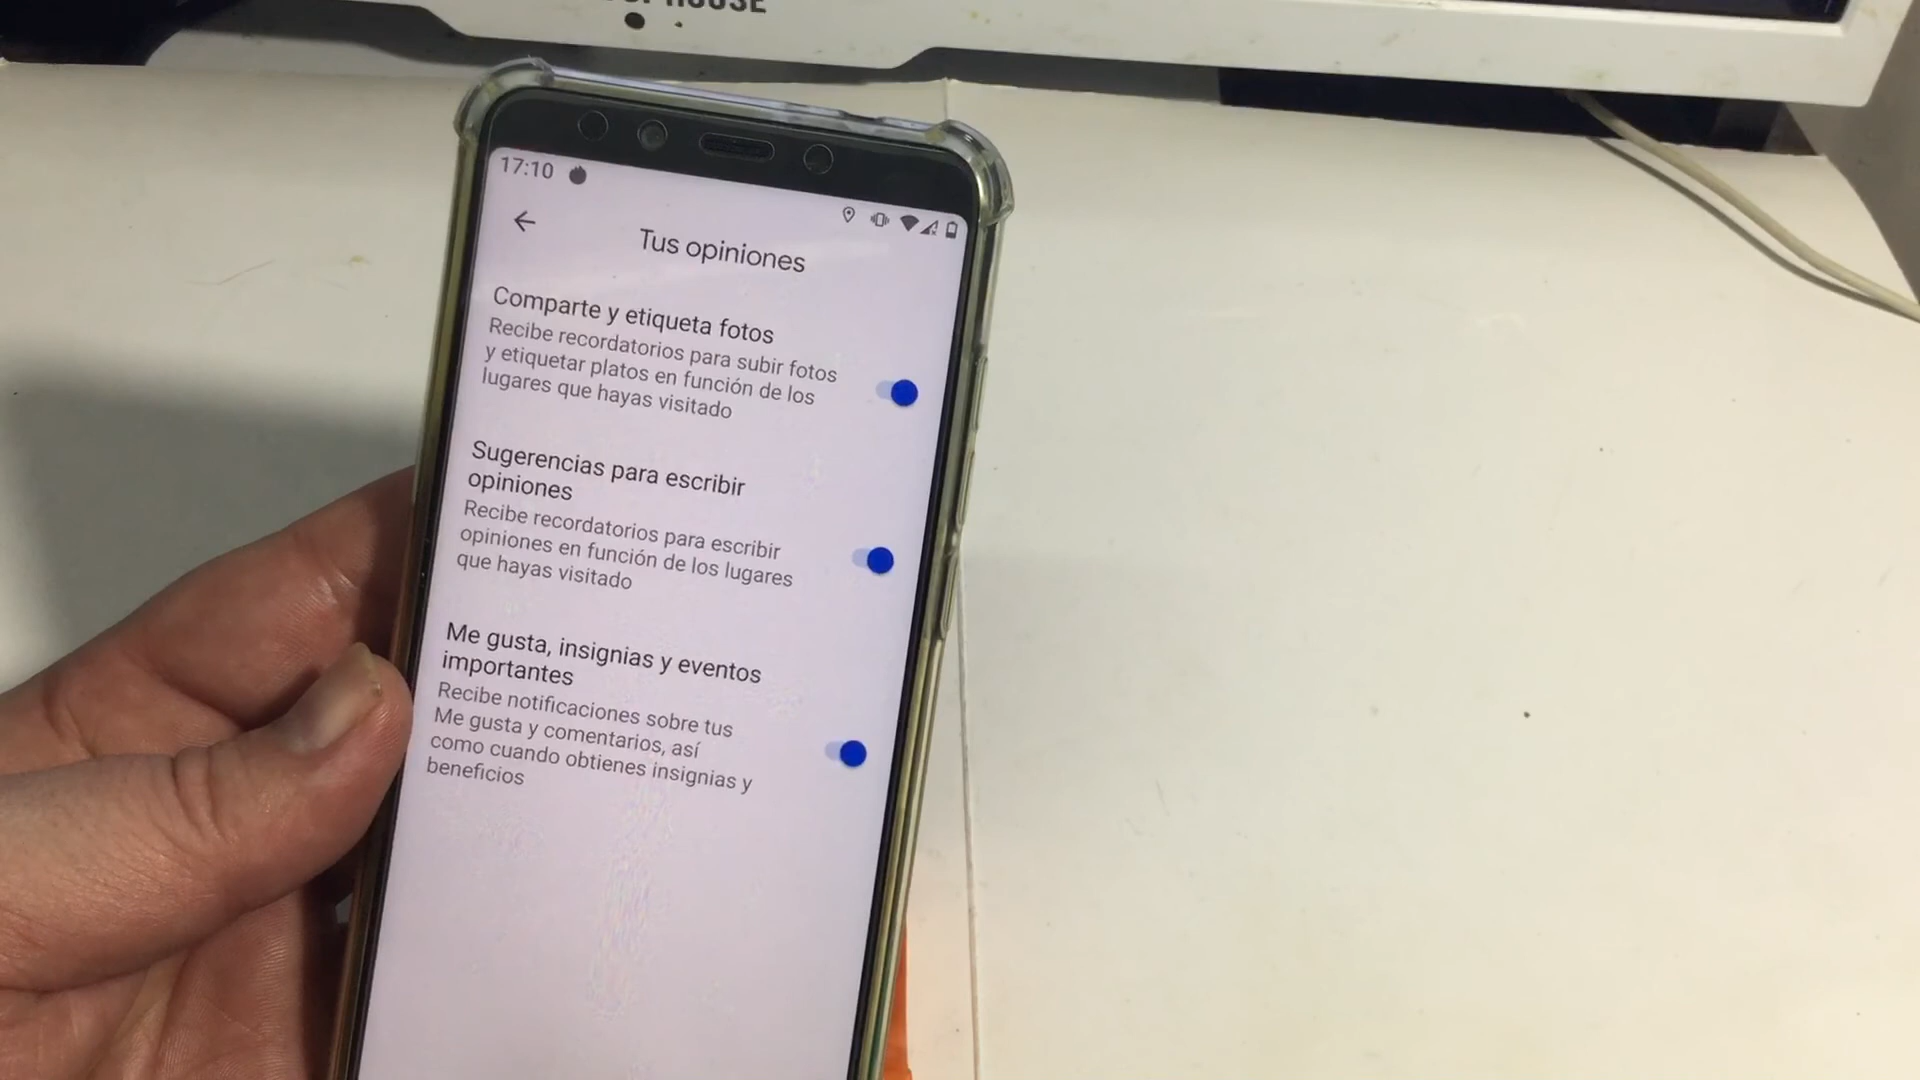 HOUSE
17:10
Tus opiniones
Comparte y etiqueta fotos
Recibe recordatorios para subir fotos
y etiquetar platos en función de los
lugares que hayas visitado
Sugerencias para escribir
opiniones
Recibe recordatorios para escribir
opiniones en función de los lugares
que hayas visitado
Me gusta, insignias y eventos
importantes
Recibe notificaciones sobre tus
Me gusta y comentarios, así
como cuando obtienes insignias y
beneficios